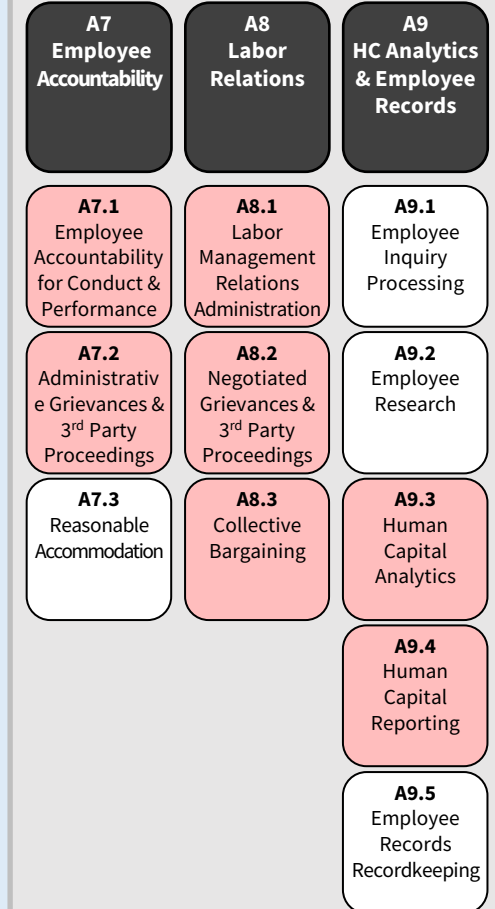 A7
Employee
Accountability
A8
Labor
Relations
A9
HC Analytics
& Employee
Records
A7.1
Employee
Accountability
for Conduct &
Performance
A8.1
Labor
Management
Relations
Administration
A9.1
Employee
Inquiry
Processing
A7.2
Administrativ
e Grievances &
3rd Party
Proceedings
A8.2
Negotiated
Grievances &
3rd Party
Proceedings
A9.2
Employee
Research
A7.3
Reasonable
Accommodation
A8.3
Collective
Bargaining
A9.3
Human
Capital
Analytics
A9.4
Human
Capital
Reporting
A9.5
Employee
Records
Recordkeeping